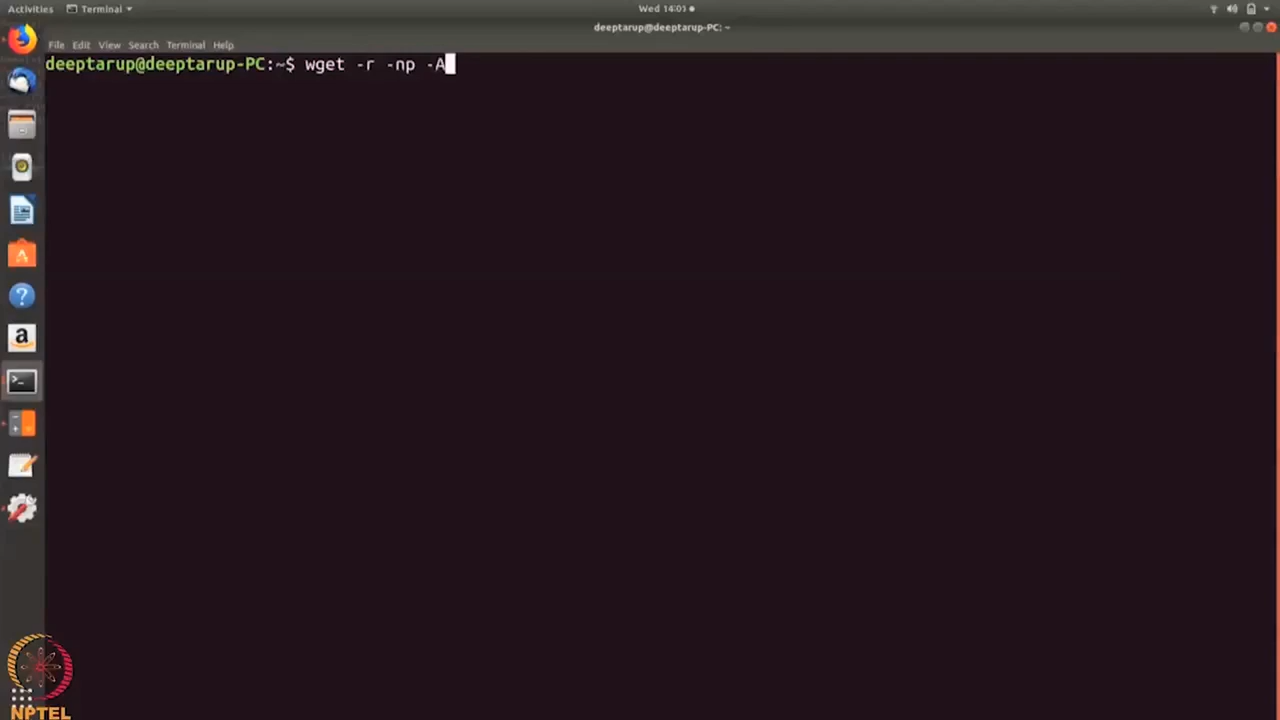 Activities Terminal Wed 14:01
deeptarup@deeptarup-PC: ~
File Edit View Search Terminal Help
deeptarup@deeptarup-PC:~$ wget -r -np -A
a
NPTEL